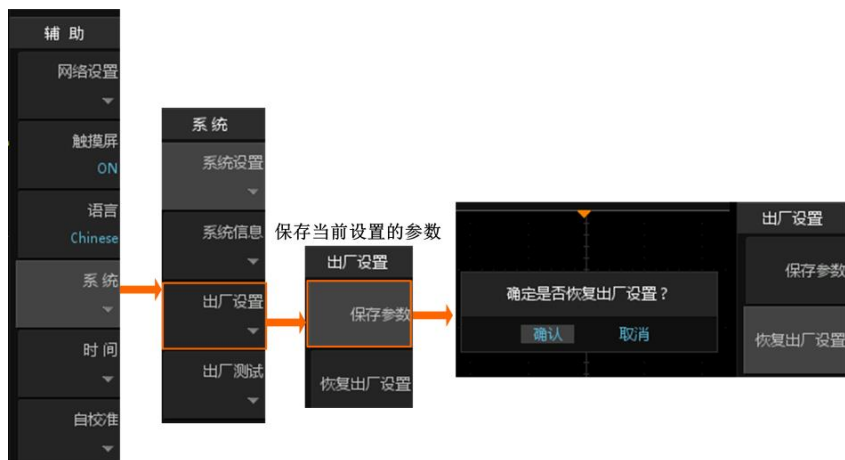 辅 助
网络设置
触摸屏
ON
语言
Chinese
系 统
时 间
自校准
系 统
系统设置
系统信息
出厂设置
出厂测试
保存当前设置的参数
出厂设置
保存参数
恢复出厂设置
确定是否恢复出厂设置？
确认 取消
出厂设置
保存参数
恢复出厂设置